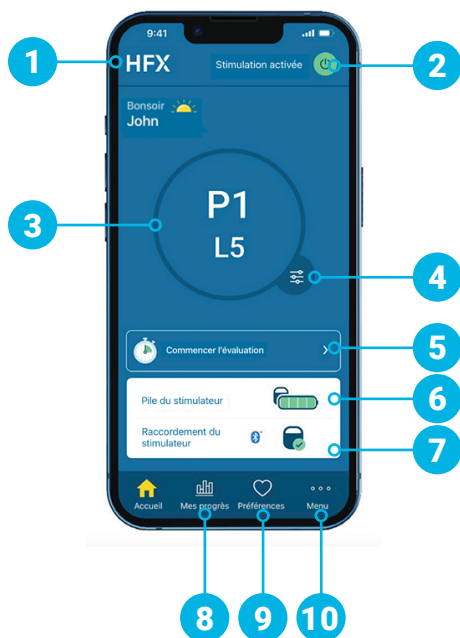 9:41
1
HFX
Stimulation activée
2
Bonsoir
John
3
P1
L5
4
Commencer l'évaluation
5
Pile du stimulateur
6
Raccordement du
stimulateur
7
Accueil
Mes progrès
Préférences
Menu
8
9
10